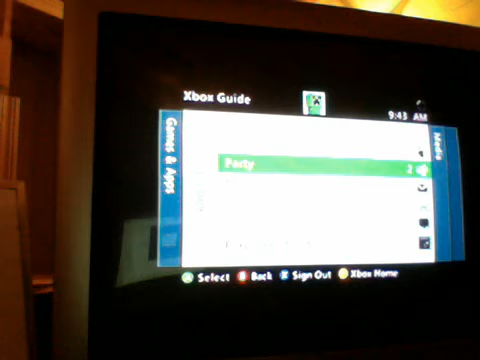 Xbox Guide
9:43 AM
Games & Apps
Media
Party 2
Select Back Sign Out Xbox Home